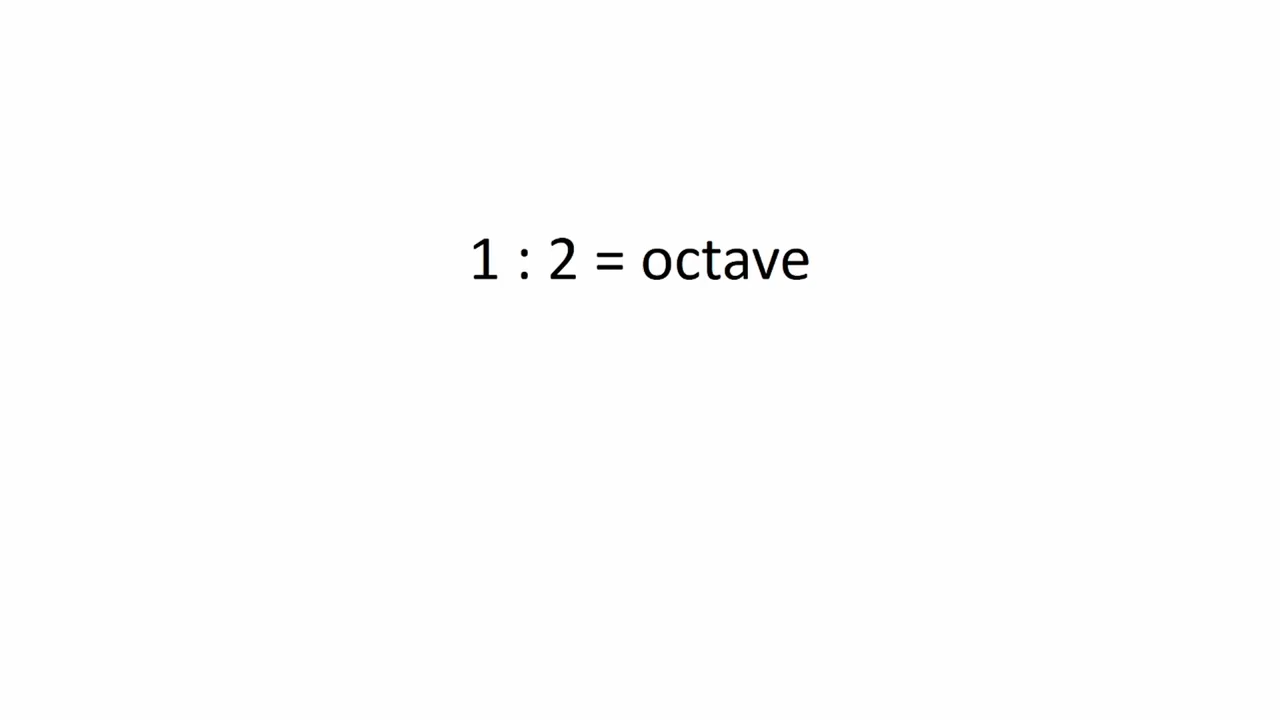 1 : 2 = octave